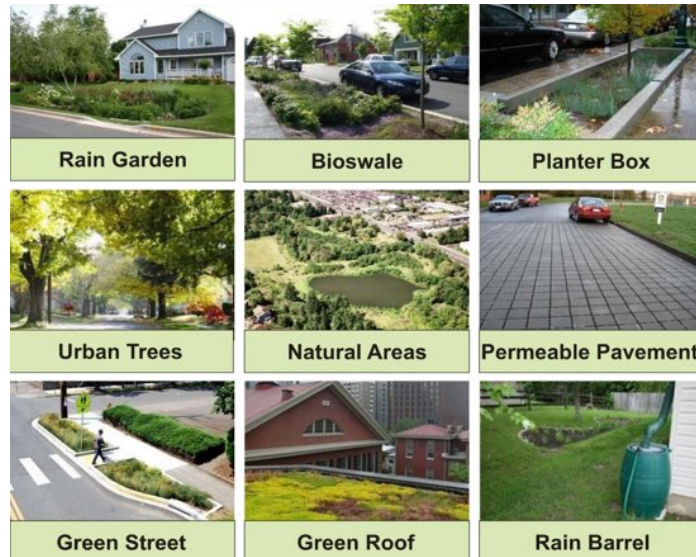 Rain Garden
Bioswale
Planter Box
Urban Trees
Natural Areas
Permeable Pavement
Green Street
Green Roof
Rain Barrel